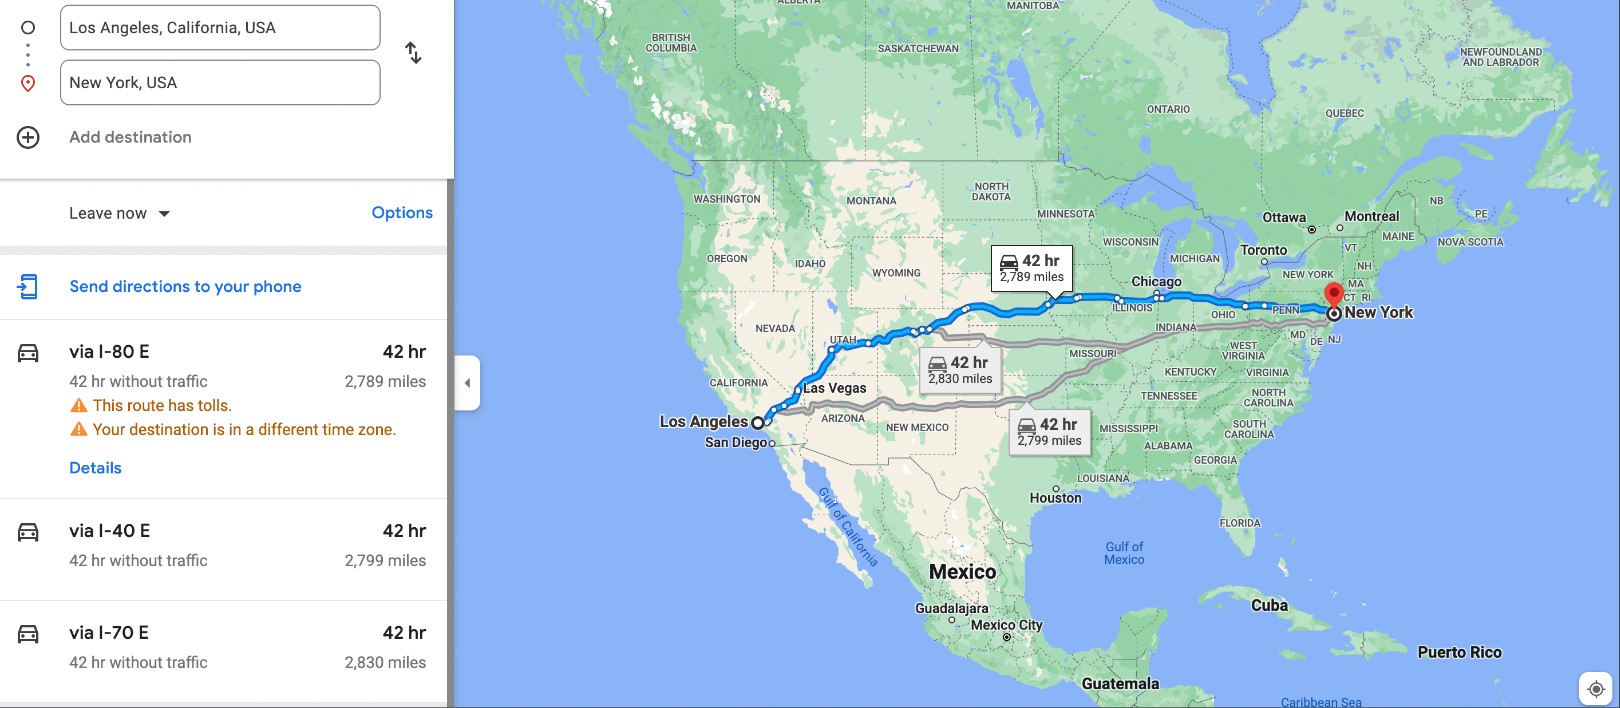 Los Angeles, California, USA
New York, USA
Add destination
Leave now
Options
Send directions to your phone
via I-80 E
42 hr
42 hr without traffic
2,789 miles
This route has tolls.
Your destination is in a different time zone.
Details
via I-40 E
42 hr
42 hr without traffic
2,799 miles
via I-70 E
42 hr
42 hr without traffic
2,830 miles
ALBERTA
MANITOBA
BRITISH
COLUMBIA
SASKATCHEWAN
NEWFOUNDLAND
AND LABRADOR
ONTARIO
QUEBEC
WASHINGTON
MONTANA
NORTH
DAKOTA
MINNESOTA
Ottawa
Montreal
NB
PE
MAINE
NOVA SCOTIA
WISCONSIN
Toronto
VT
NH
OREGON
IDAHO
WYOMING
42 hr
2,789 miles
MICHIGAN
NEW YORK
MA
CT
RI
Chicago
ILLINOIS
OHIO
PENN
New York
NEVADA
UTAH
INDIANA
MD
DE
NJ
MISSOURI
WEST
VIRGINIA
42 hr
2,830 miles
KENTUCKY
VIRGINIA
CALIFORNIA
Las Vegas
TENNESSEE
NORTH
CAROLINA
Los Angeles
ARIZONA
NEW MEXICO
42 hr
2,799 miles
MISSISSIPPI
SOUTH
CAROLINA
San Diego
ALABAMA
GEORGIA
LOUISIANA
Houston
Gulf of California
FLORIDA
Gulf of
Mexico
Mexico
Guadalajara
Mexico City
Cuba
Puerto Rico
Guatemala
Caribbean Sea